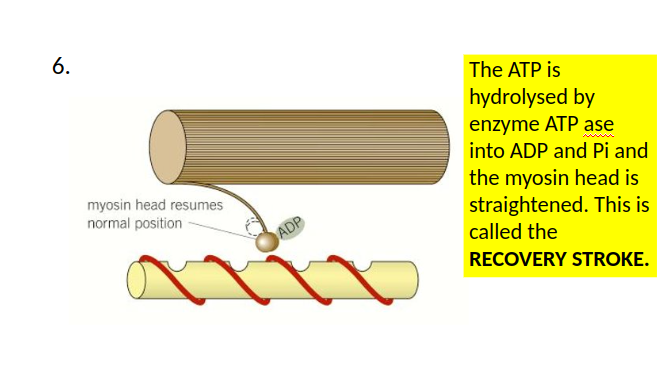 6.
The ATP is
hydrolysed by
enzyme ATP ase
into ADP and Pi and
the myosin head is
straightened. This is
called the
RECOVERY STROKE.
myosin head resumes
normal position
ADP